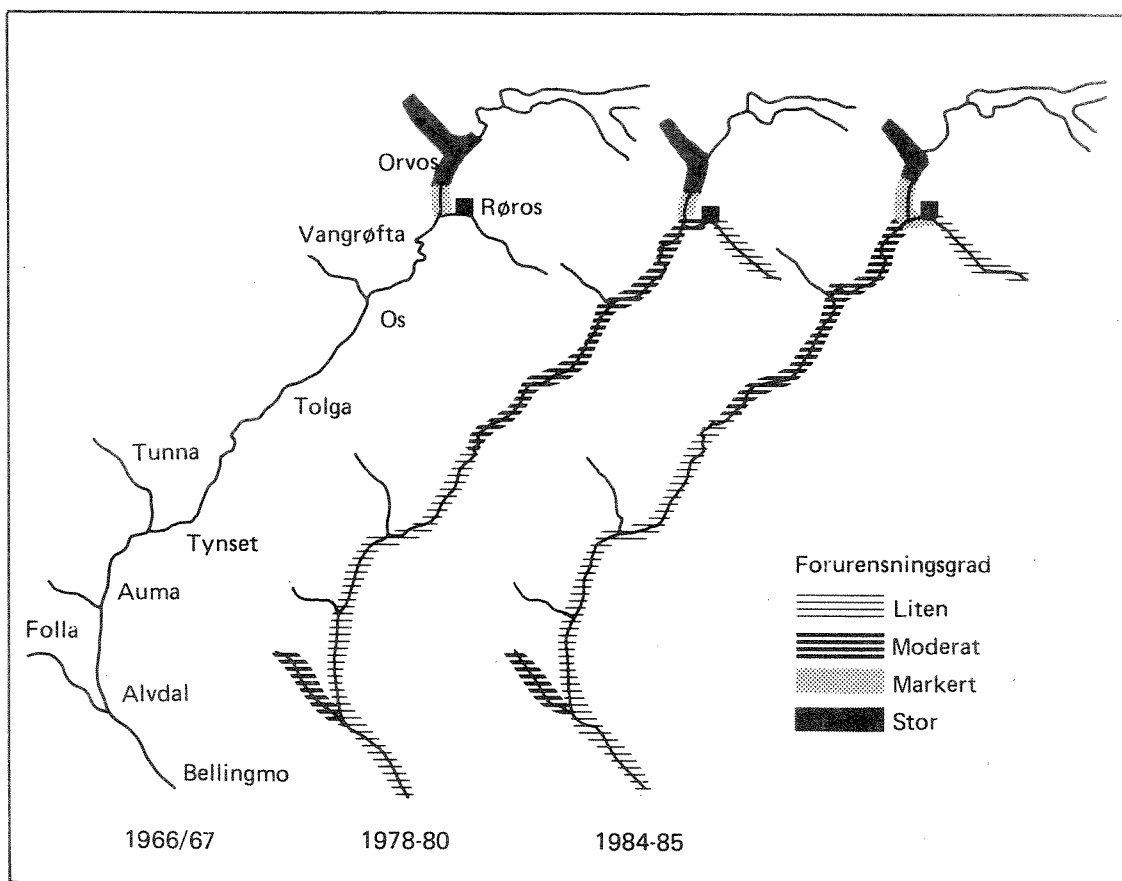 Orvos
Røros
Vangrøfta
Os
Tolga
Tunna
Tynset
Auma
Folla
Alvdal
Bellingmo
Forurensningsgrad
Liten
Moderat
Markert
Stor
1966/67
1978-80
1984-85